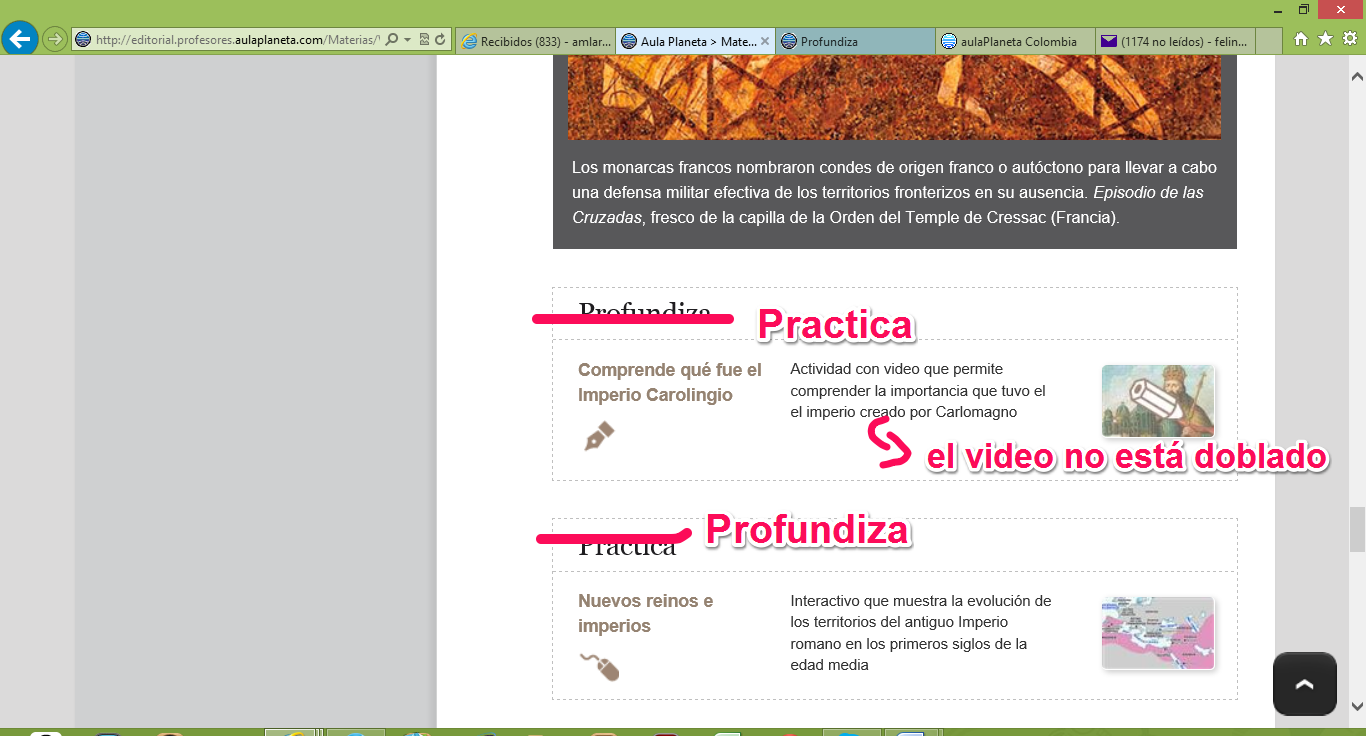 http://editorial.profesores.aulaplaneta.com/Materias/
Recibidos (833) - amlar...
Aula Planeta > Mate...
Profundiza
aulaPlaneta Colombia
(1174 no leídos) - felin...
Los monarcas francos nombraron condes de origen franco o autóctono para llevar a cabo
una defensa militar efectiva de los territorios fronterizos en su ausencia. Episodio de las
Cruzadas, fresco de la capilla de la Orden del Temple de Cressac (Francia).
Profundiza
Practica
Comprende qué fue el
Imperio Carolingio
Actividad con video que permite
comprender la importancia que tuvo el
el imperio creado por Carlomagno
el video no está doblado
Practica
Profundiza
Nuevos reinos e
imperios
Interactivo que muestra la evolución de
los territorios del antiguo Imperio
romano en los primeros siglos de la
edad media